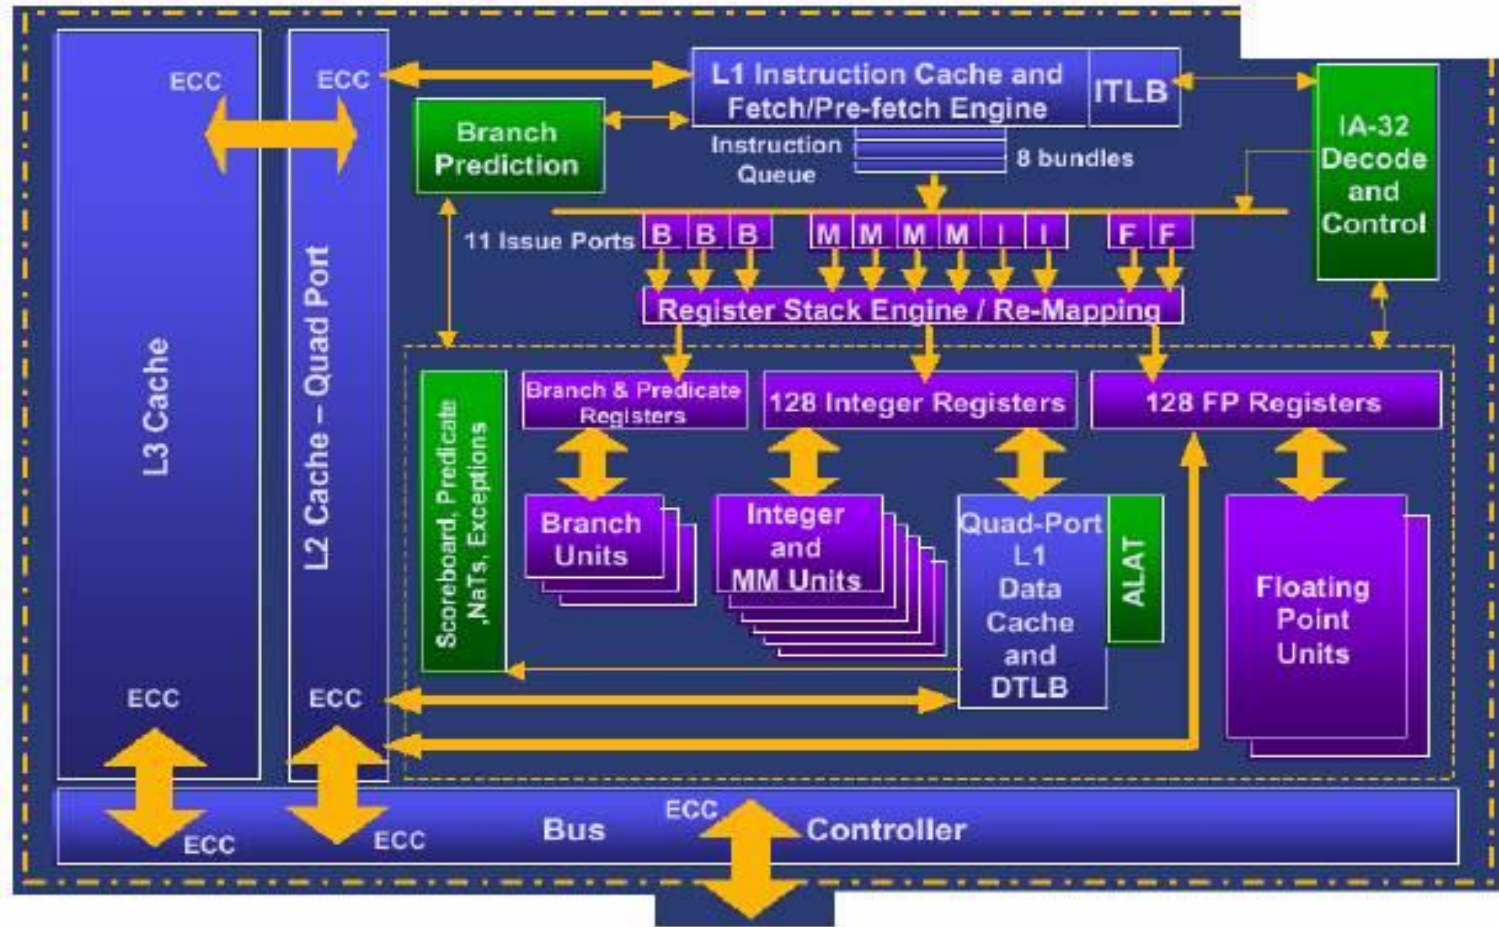 ECC
ECC
L1 Instruction Cache and
Fetch/Pre-fetch Engine
ITLB
Branch
Prediction
IA-32
Decode
and
Control
Instruction
Queue
8 bundles
11 Issue Ports
B B B M M M M I I F F
Register Stack Engine / Re-Mapping
L3 Cache
L2 Cache – Quad Port
Scoreboard, Predicate
,NaTs, Exceptions
Branch & Predicate
Registers
128 Integer Registers
128 FP Registers
Branch
Units
Integer
and
MM Units
Quad-Port
L1
Data
Cache
and
DTLB
ALAT
Floating
Point
Units
ECC
ECC
ECC
ECC
ECC
Bus Controller